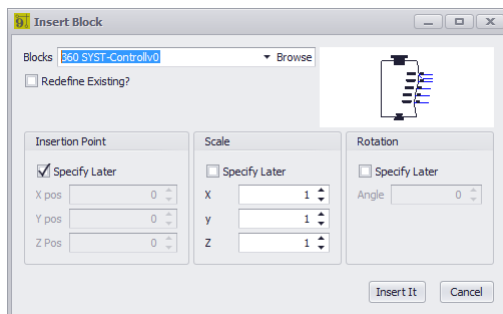 Insert Block
Blocks 360 SYST-Controllv0 Browse
Redefine Existing?
Insertion Point
Specify Later
X pos 0
Y pos 0
Z Pos 0
Scale
Specify Later
X 1
y 1
Z 1
Rotation
Specify Later
Angle 0
Insert It Cancel